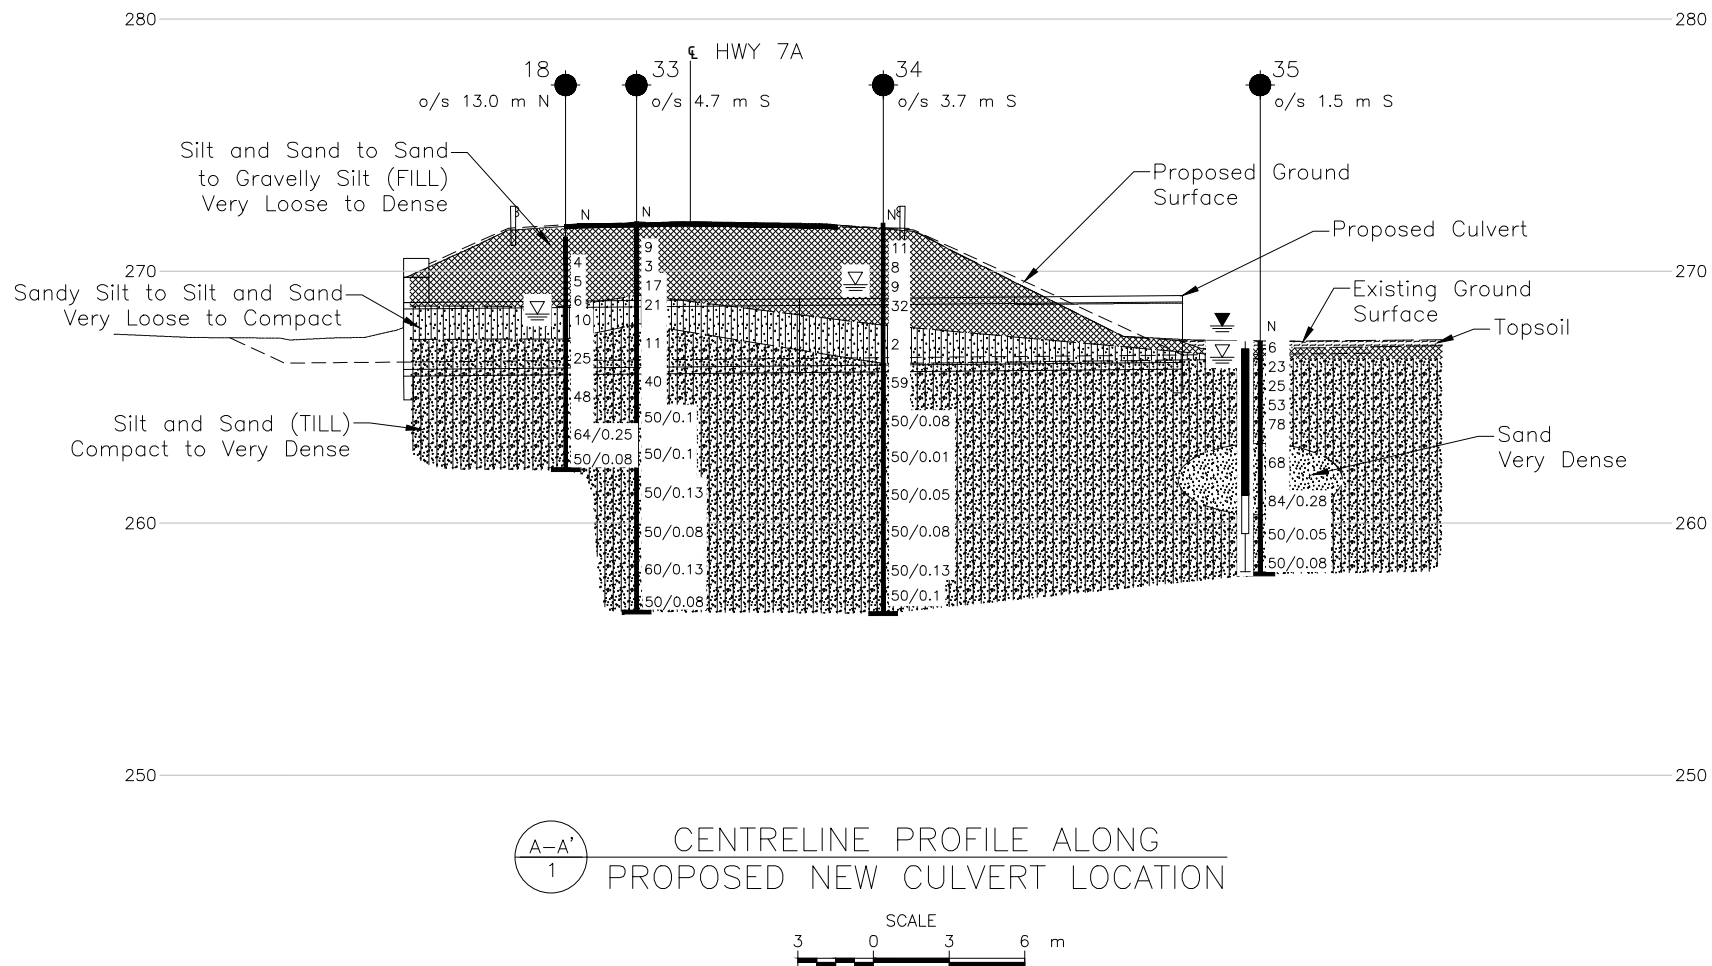 280
280
℄ HWY 7A
18
33
34
35
o/s 13.0 m N
o/s 4.7 m S
o/s 3.7 m S
o/s 1.5 m S
Silt and Sand to Sand
to Gravelly Silt (FILL)
Very Loose to Dense
Proposed Ground
Surface
Proposed Culvert
Existing Ground
Surface
Topsoil
270
270
Sandy Silt to Silt and Sand
Very Loose to Compact
Silt and Sand (TILL)
Compact to Very Dense
Sand
Very Dense
N
4
5
6
10
25
48
64/0.25
50/0.08
N
9
3
17
21
11
40
50/0.1
50/0.1
50/0.13
50/0.08
60/0.13
50/0.08
N
11
8
9
32
2
59
50/0.08
50/0.01
50/0.05
50/0.08
50/0.13
50/0.1
N
6
23
25
53
78
68
84/0.28
50/0.05
50/0.08
260
260
250
250
A-A'
1
CENTRELINE PROFILE ALONG
PROPOSED NEW CULVERT LOCATION
SCALE
3 0 3 6 m